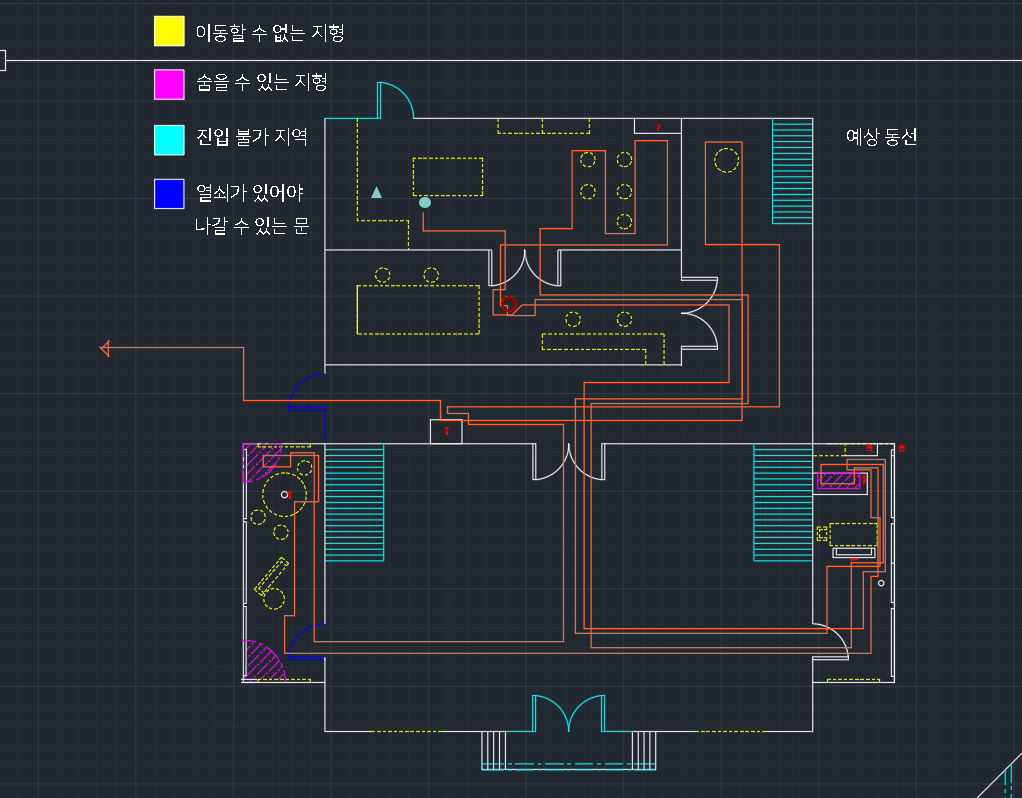 이동할 수 없는 지형
숨을 수 있는 지형
진입 불가 지역
예상 동선
열쇠가 있어야
나갈 수 있는 문